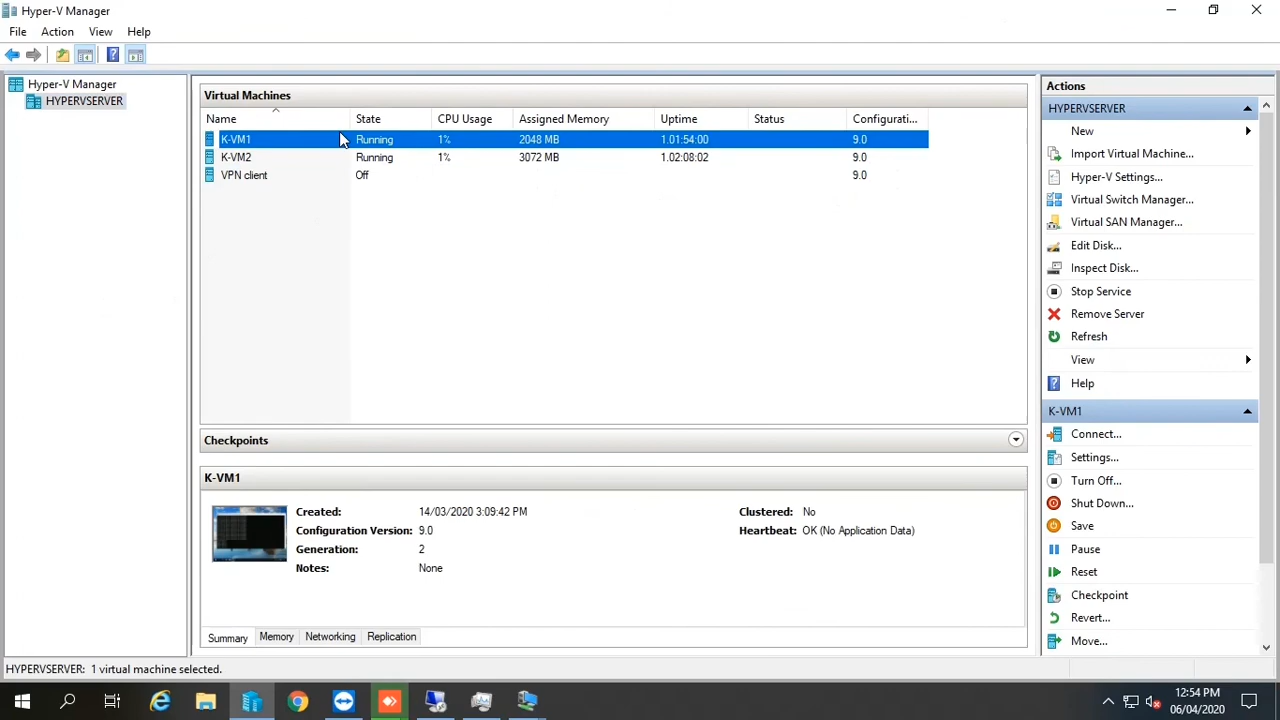 Hyper-V Manager
File Action View Help
Hyper-V Manager
HYPERVSERVER
Virtual Machines
Name State CPU Usage Assigned Memory Uptime Status Configurati...
K-VM1 Running 1% 2048 MB 1.01:54:00 9.0
K-VM2 Running 1% 3072 MB 1.02:08:02 9.0
VPN client Off 9.0
Checkpoints
K-VM1
Created: 14/03/2020 3:09:42 PM Clustered: No
Configuration Version: 9.0 Heartbeat: OK (No Application Data)
Generation: 2
Notes: None
Summary Memory Networking Replication
Actions
HYPERVSERVER
New
Import Virtual Machine...
Hyper-V Settings...
Virtual Switch Manager...
Virtual SAN Manager...
Edit Disk...
Inspect Disk...
Stop Service
Remove Server
Refresh
View
Help
K-VM1
Connect...
Settings...
Turn Off...
Shut Down...
Save
Pause
Reset
Checkpoint
Revert...
Move...
HYPERVSERVER: 1 virtual machine selected.
12:54 PM
06/04/2020